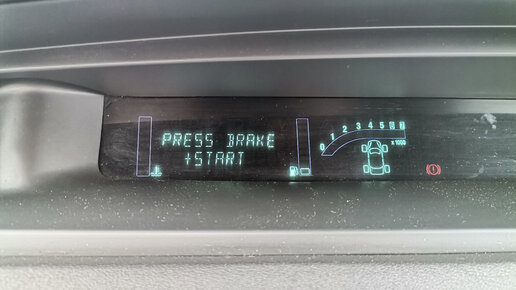 PRESS BRAKE
+START
0 1 2 3 4 5 6 7
x1000